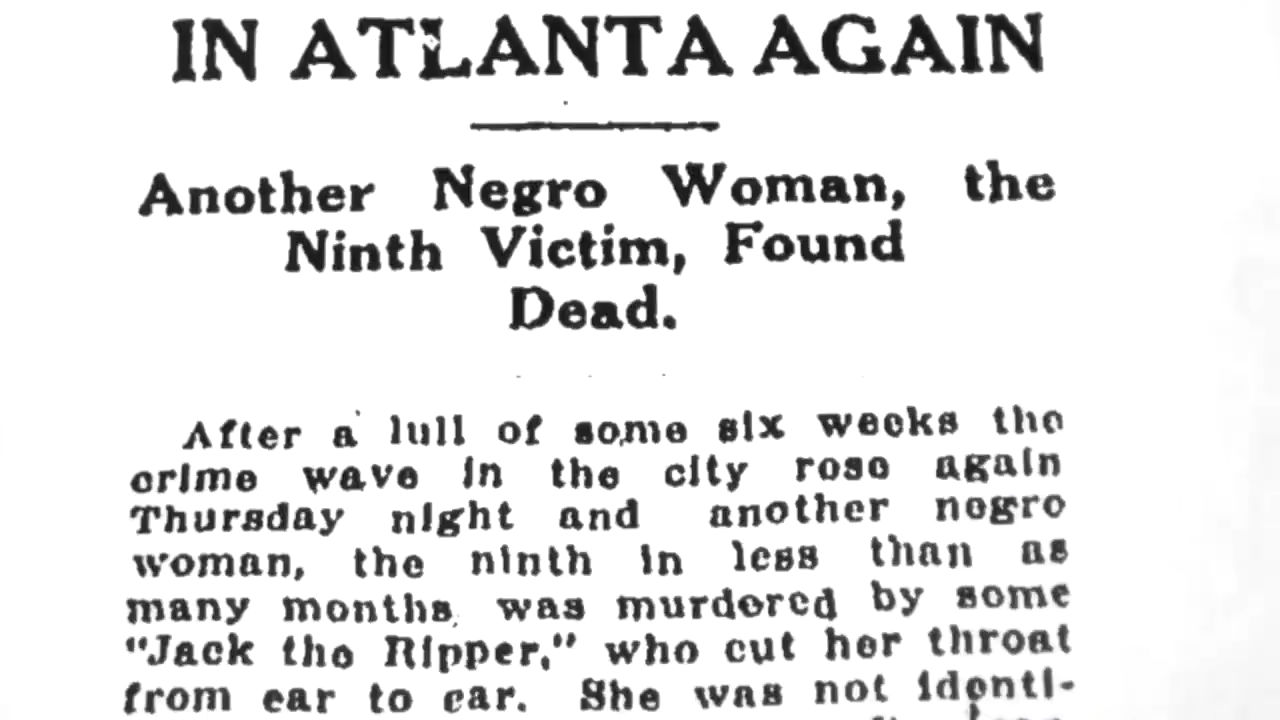 IN ATLANTA AGAIN
Another Negro Woman, the
Ninth Victim, Found
Dead.
After a lull of some six weeks the
crime wave in the city rose again
Thursday night and another negro
woman, the ninth in less than as
many months, was murdered by some
"Jack the Ripper," who cut her throat
from ear to ear. She was not identi-